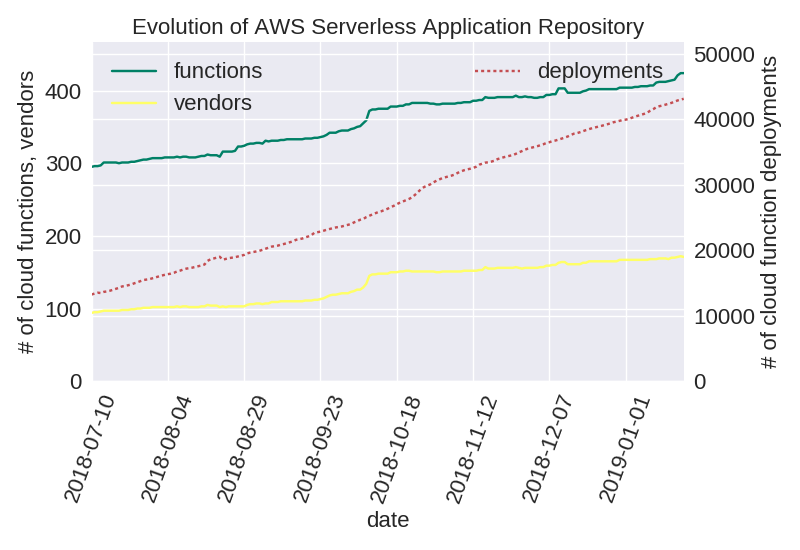 Evolution of AWS Serverless Application Repository
functions
vendors
deployments
# of cloud functions, vendors
400
300
200
100
0
50000
40000
30000
20000
10000
0
# of cloud function deployments
2018-07-10
2018-08-04
2018-08-29
2018-09-23
2018-10-18
2018-11-12
2018-12-07
2019-01-01
date